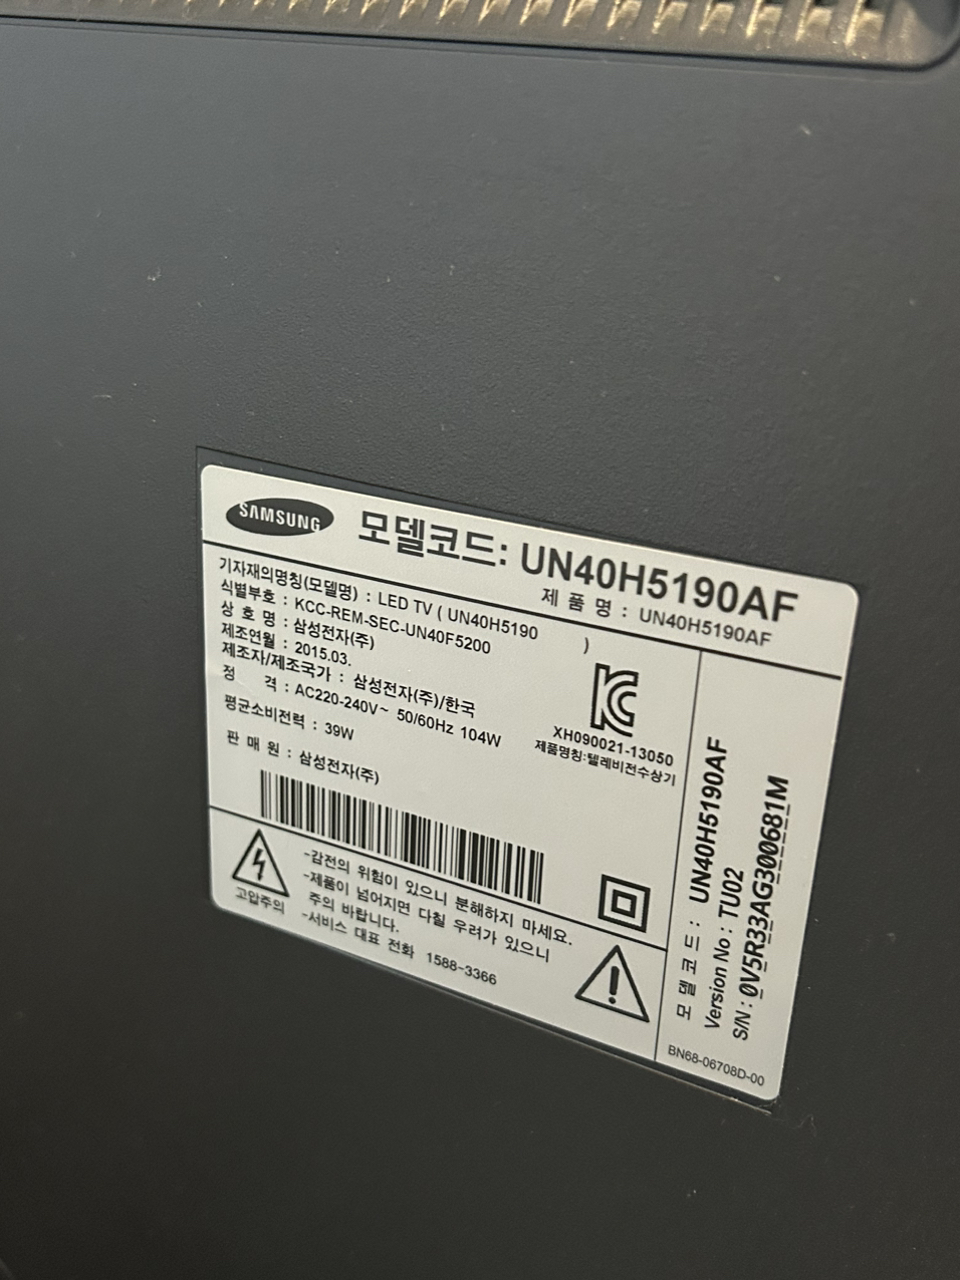 SAMSUNG
모델코드: UN40H5190AF
제 품 명 : UN40H5190AF
기자재의명칭(모델명) : LED TV ( UN40H5190 )
식별부호 : KCC-REM-SEC-UN40F5200
상 호 명 : 삼성전자(주)
제조연월 : 2015.03.
제조자/제조국가 : 삼성전자(주)/한국
정 격 : AC220-240V~ 50/60Hz 104W
평균소비전력 : 39W
판 매 원 : 삼성전자(주)
XH090021-13050
제품명칭:텔레비전수상기
고압주의
-감전의 위험이 있으니 분해하지 마세요.
-제품이 넘어지면 다칠 우려가 있으니
주의 바랍니다.
-서비스 대표 전화 1588-3366
모델코드 : UN40H5190AF
Version No : TU02
S/N : 0V5R33AG300681M
BN68-06708D-00